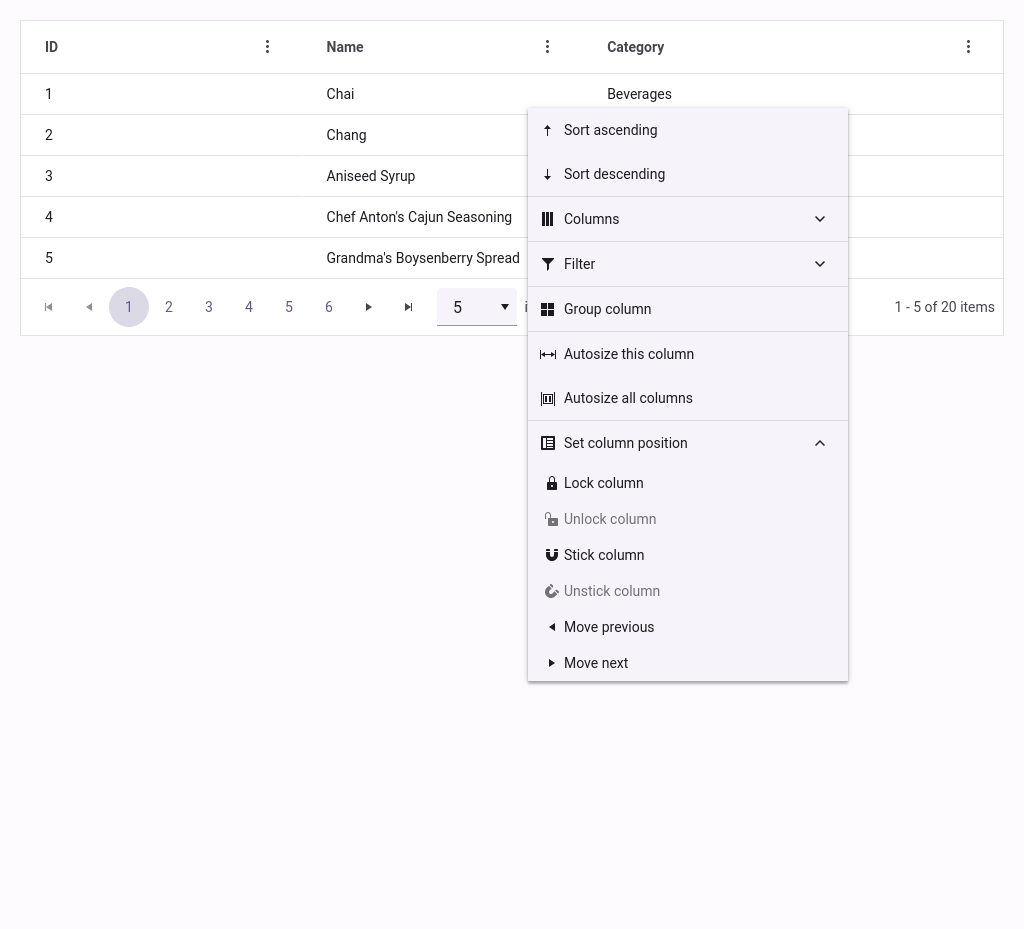 ID Name Category
1 Chai Beverages
2 Chang
3 Aniseed Syrup
4 Chef Anton's Cajun Seasoning
5 Grandma's Boysenberry Spread
1 2 3 4 5 6 5 1 - 5 of 20 items
Sort ascending
Sort descending
Columns
Filter
Group column
Autosize this column
Autosize all columns
Set column position
Lock column
Unlock column
Stick column
Unstick column
Move previous
Move next